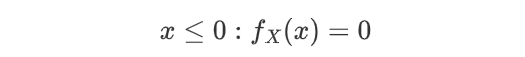 x ≤ 0 : f_X(x) = 0